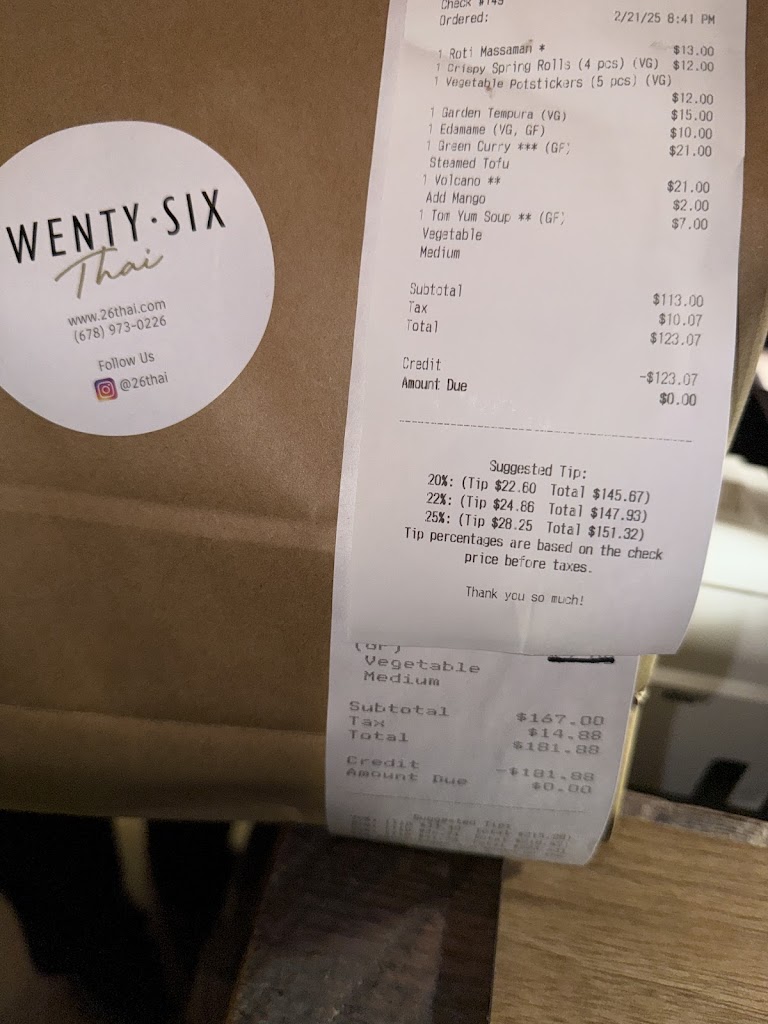 WENTY·SIX
Thai
www.26thai.com
(678) 973-0226
Follow Us
@26thai
Check #149
Ordered: 2/21/25 8:41 PM
1 Roti Massaman * $13.00
1 Crispy Spring Rolls (4 pcs) (VG) $12.00
1 Vegetable Potstickers (5 pcs) (VG)
$12.00
1 Garden Tempura (VG) $15.00
1 Edamame (VG, GF) $10.00
1 Green Curry *** (GF) $21.00
Steamed Tofu
1 Volcano ** $21.00
Add Mango $2.00
1 Tom Yum Soup ** (GF) $7.00
Vegetable
Medium
Subtotal $113.00
Tax $10.07
Total $123.07
Credit -$123.07
Amount Due $0.00
Suggested Tip:
20%: (Tip $22.60 Total $145.67)
22%: (Tip $24.86 Total $147.93)
25%: (Tip $28.25 Total $151.32)
Tip percentages are based on the check
price before taxes.
Thank you so much!
(GF)
Vegetable
Medium
Subtotal $167.00
Tax $14.88
Total $181.88
Credit -$181.88
Amount Due $0.00
Suggested Tip: